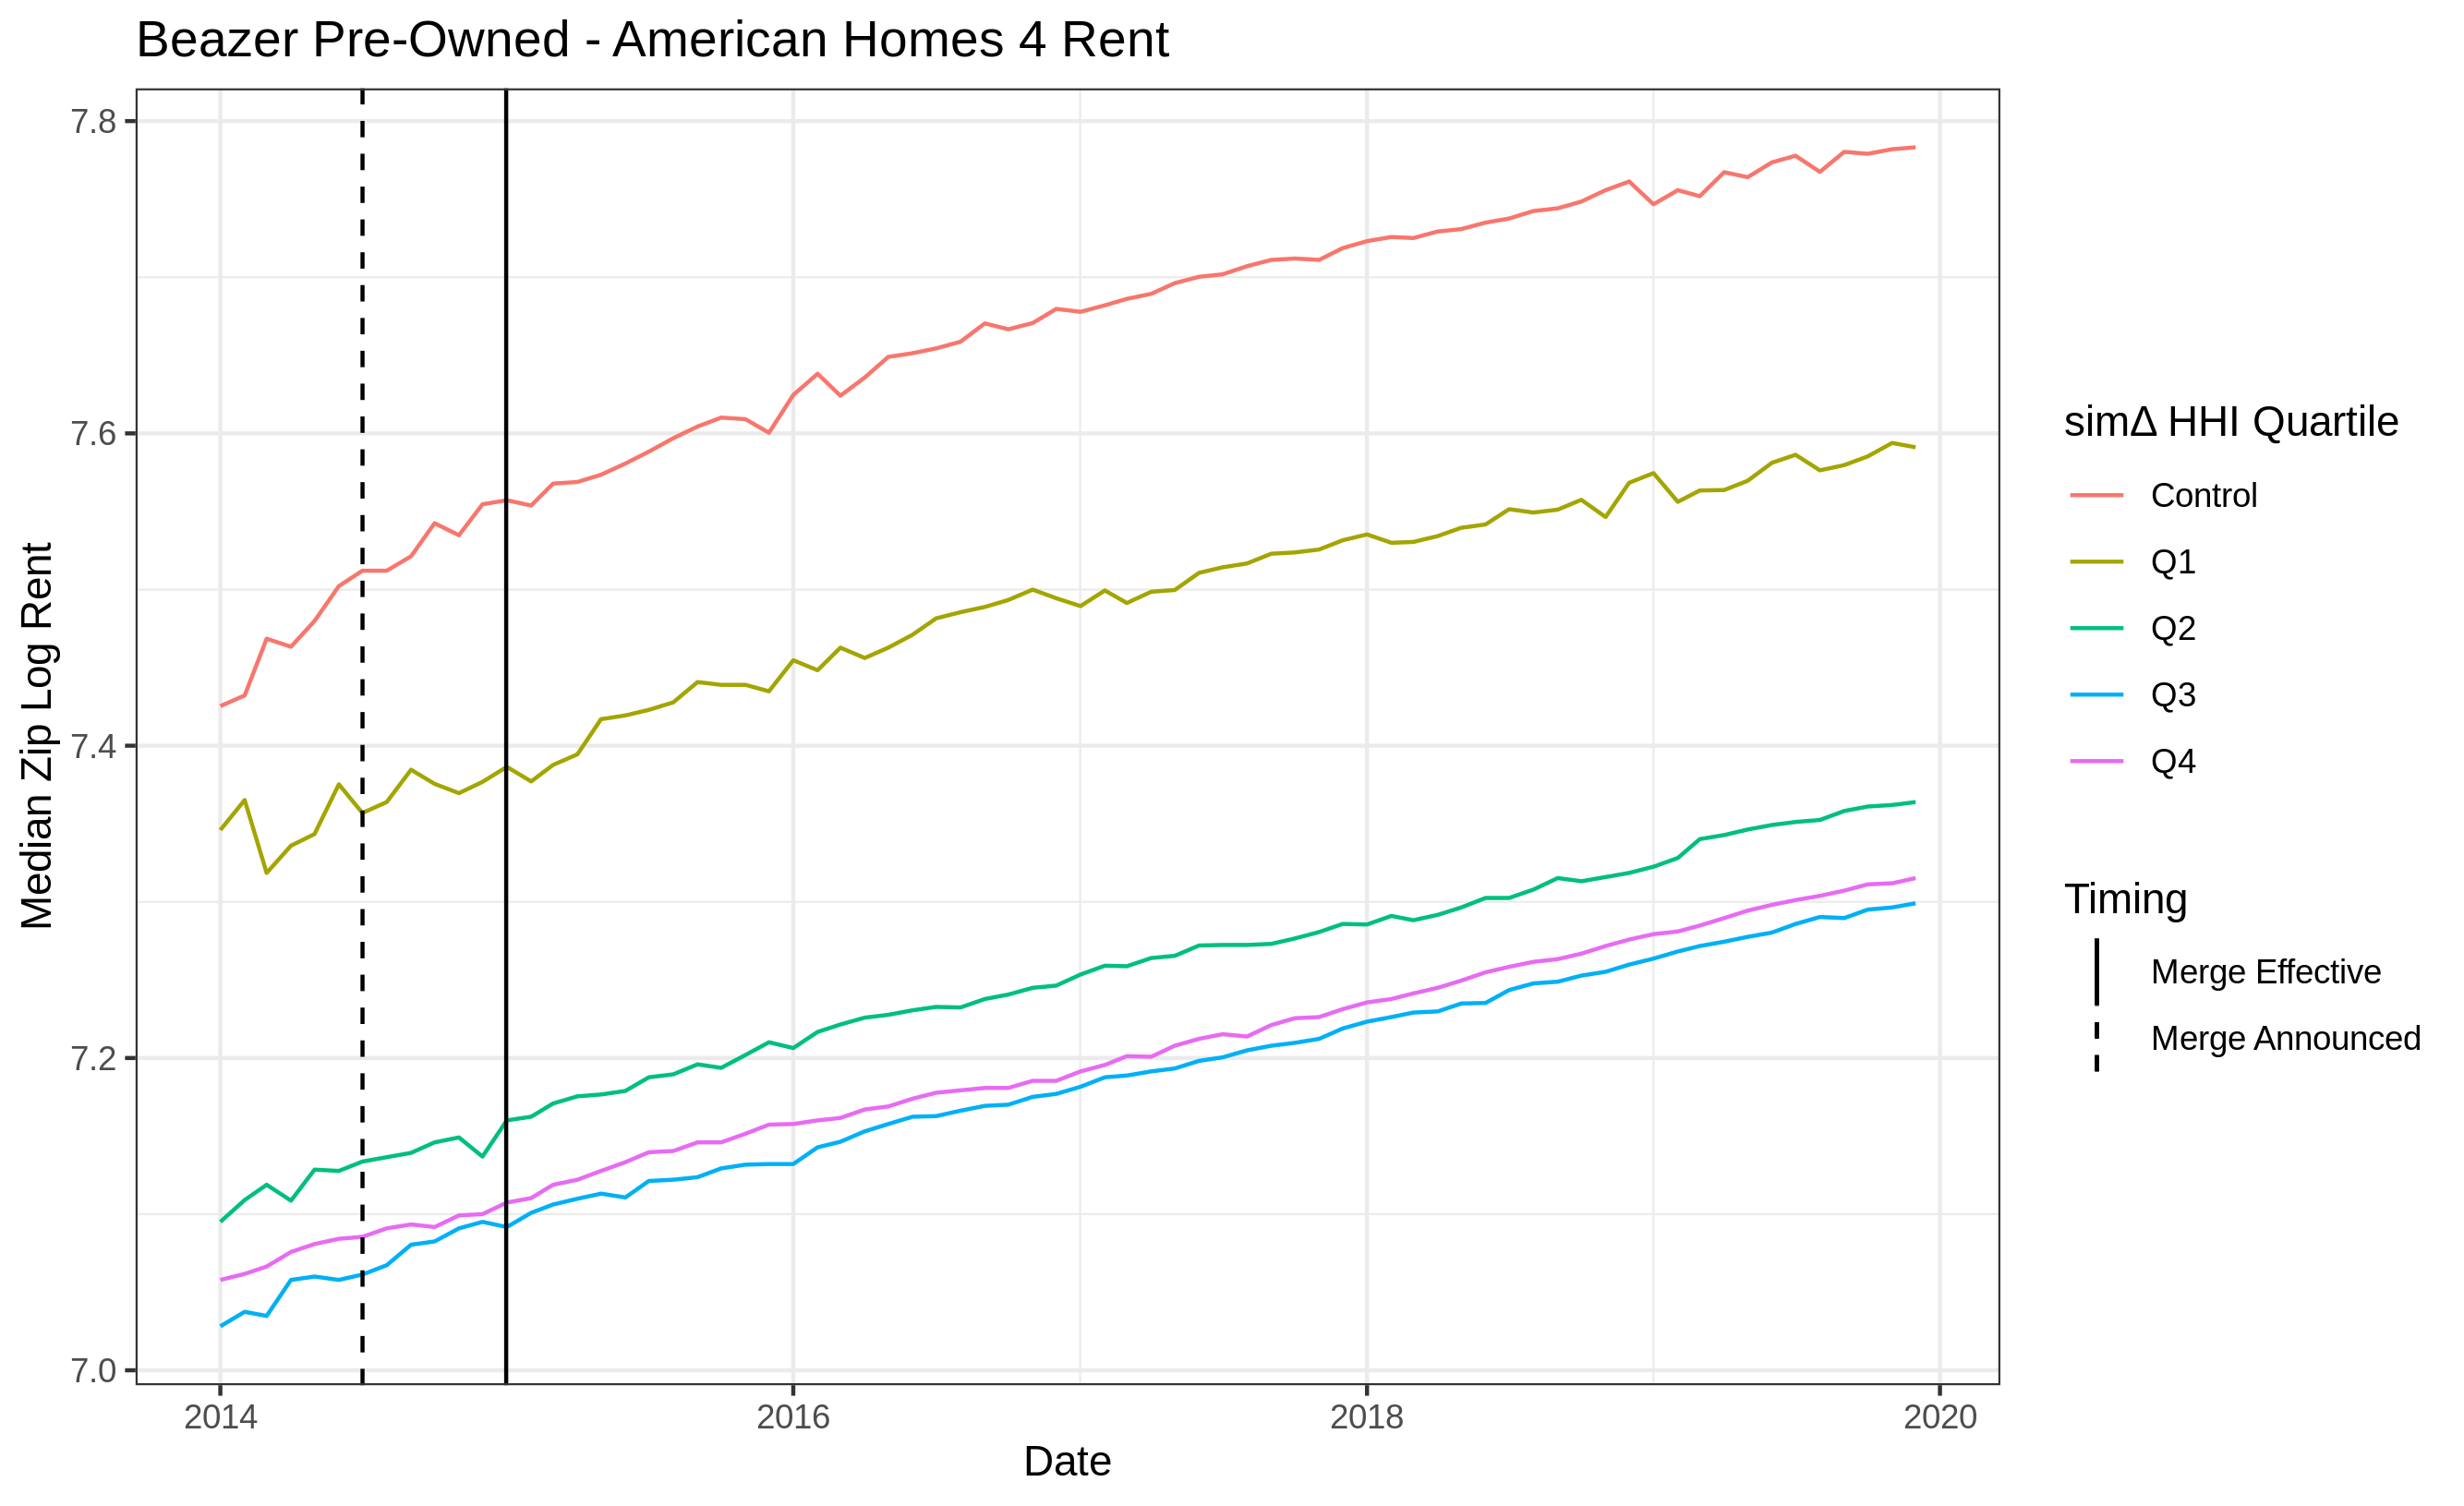 Beazer Pre-Owned - American Homes 4 Rent
Median Zip Log Rent
7.8
7.6
7.4
7.2
7.0
2014
2016
2018
2020
Date
simΔ HHI Quartile
Control
Q1
Q2
Q3
Q4
Timing
Merge Effective
Merge Announced